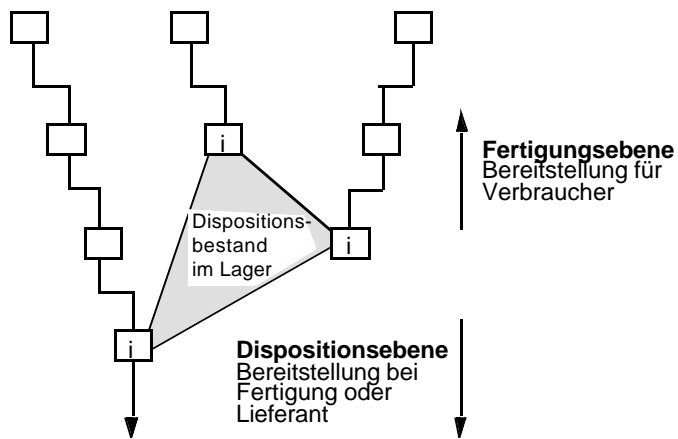 i
Fertigungsebene
Bereitstellung für
Verbraucher
Dispositions-
bestand
im Lager
i
i
Dispositionsebene
Bereitstellung bei
Fertigung oder
Lieferant